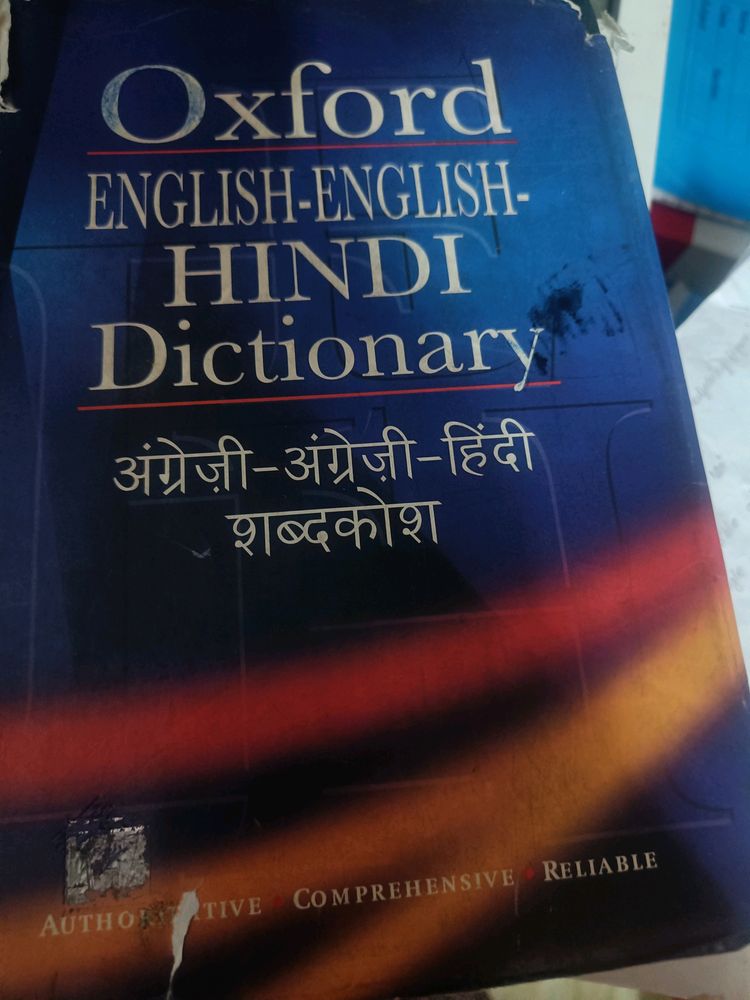 Oxford
ENGLISH-ENGLISH-
HINDI
Dictionary
अंग्रेज़ी-अंग्रेज़ी-हिंदी
शब्दकोश
COMPREHENSIVE • RELIABLE